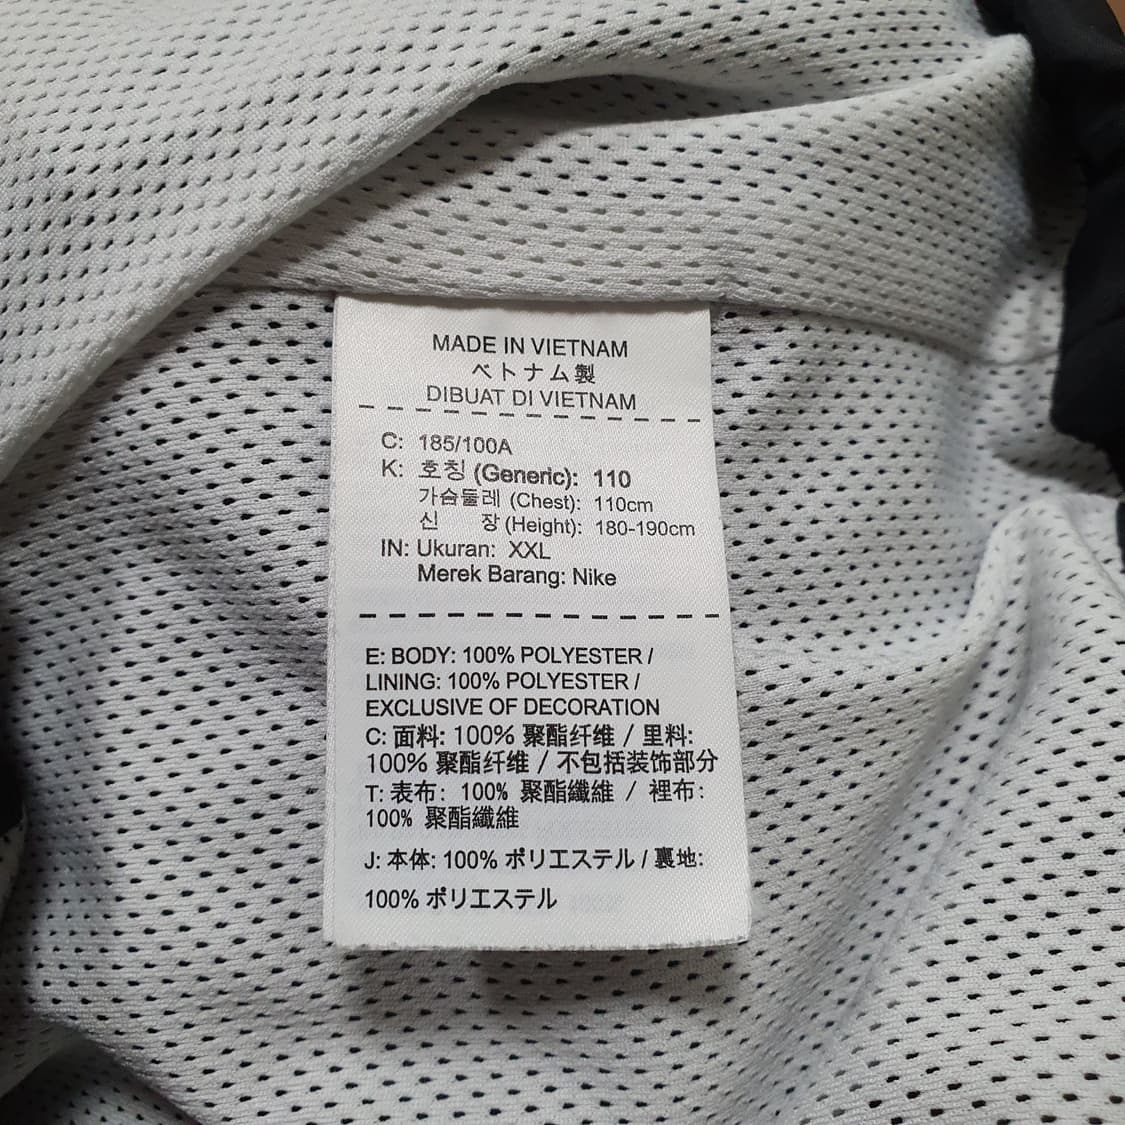 MADE IN VIETNAM
ベトナム製
DIBUAT DI VIETNAM
C: 185/100A
K: 호칭 (Generic): 110
가슴둘레 (Chest): 110cm
신 장 (Height): 180-190cm
IN: Ukuran: XXL
Merek Barang: Nike
E: BODY: 100% POLYESTER /
LINING: 100% POLYESTER /
EXCLUSIVE OF DECORATION
C: 面料: 100% 聚酯纤维 / 里料:
100% 聚酯纤维 / 不包括装饰部分
T: 表布: 100% 聚酯纖維 / 裡布:
100% 聚酯纖維
J: 本体: 100% ポリエステル / 裏地:
100% ポリエステル